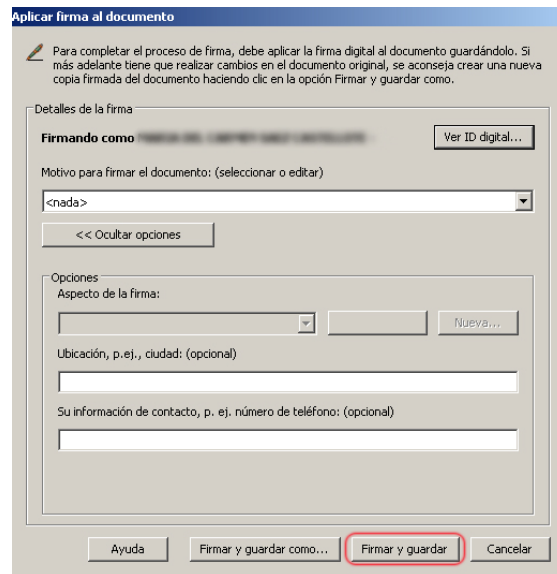 Aplicar firma al documento
Para completar el proceso de firma, debe aplicar la firma digital al documento guardándolo. Si
más adelante tiene que realizar cambios en el documento original, se aconseja crear una nueva
copia firmada del documento haciendo clic en la opción Firmar y guardar como.
Detalles de la firma
Firmando como
Ver ID digital...
Motivo para firmar el documento: (seleccionar o editar)
<nada>
<< Ocultar opciones
Opciones
Aspecto de la firma:
Nueva...
Ubicación, p.ej., ciudad: (opcional)
Su información de contacto, p. ej. número de teléfono: (opcional)
Ayuda
Firmar y guardar como...
Firmar y guardar
Cancelar